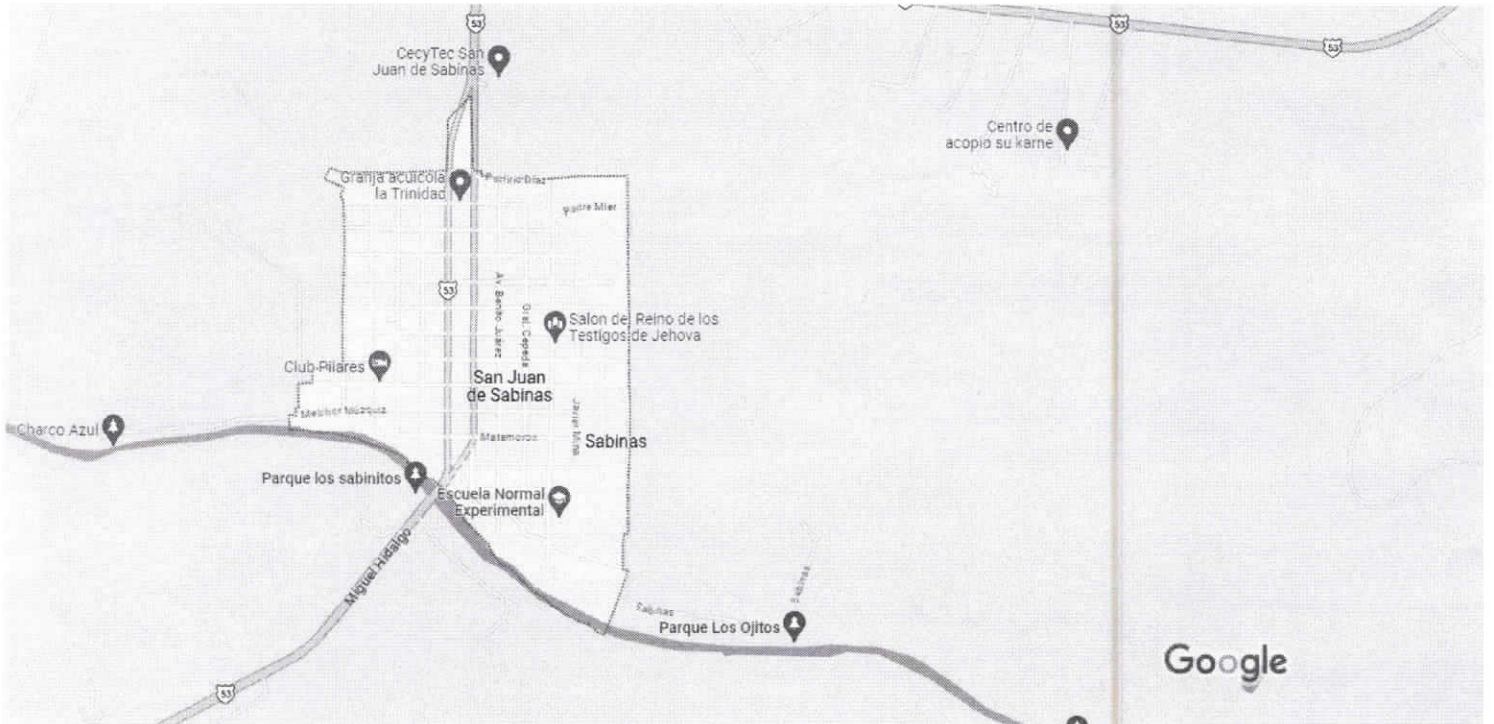 53
53
53
CecyTec San
Juan de Sabinas
Centro de
acopio su karne
Granja acuícola
la Trinidad
Porfirio Díaz
Padre Mier
Av. Benito Juárez
Gral. Cepeda
53
Salon del Reino de los
Testigos de Jehova
Club-Pilares
San Juan
de Sabinas
Melchor Múzquiz
Javier Mina
Charco Azul
Matamoros
Sabinas
Parque los sabinitos
Escuela Normal
Experimental
Miguel Hidalgo
Sabinas
Sabinas
Parque Los Ojitos
Google
53